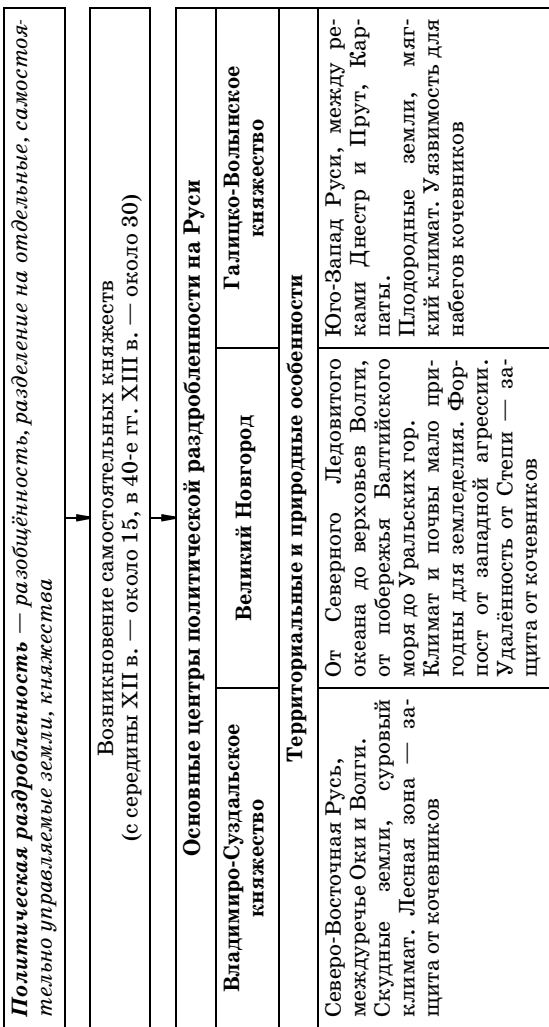 Политическая раздробленность — разобщённость, разделение на отдельные, самостоя-
тельно управляемые земли, княжества
Возникновение самостоятельных княжеств
(с середины XII в. — около 15, в 40-е гг. XIII в. — около 30)
Основные центры политической раздробленности на Руси
Владимиро-Суздальское
княжество
Великий Новгород
Галицко-Волынское
княжество
Территориальные и природные особенности
Северо-Восточная Русь,
междуречье Оки и Волги.
Скудные земли, суровый
климат. Лесная зона — за-
щита от кочевников
От Северного Ледовитого
океана до верховьев Волги,
от побережья Балтийского
моря до Уральских гор.
Климат и почвы мало при-
годны для земледелия. Фор-
пост от западной агрессии.
Удалённость от Степи — за-
щита от кочевников
Юго-Запад Руси, между ре-
ками Днестр и Прут, Кар-
паты.
Плодородные земли, мяг-
кий климат. Уязвимость для
набегов кочевников